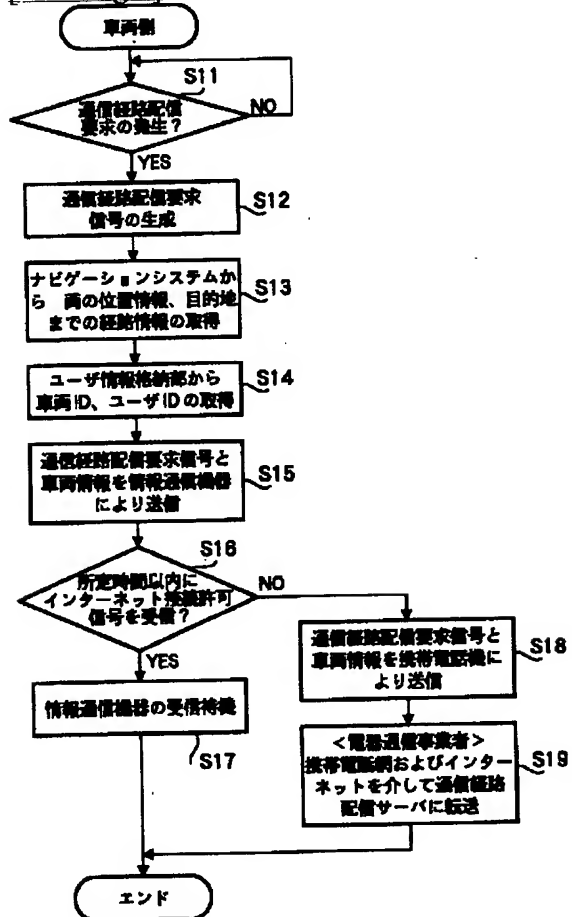 車両側
S11
通信経路配信
要求の発生?
NO
YES
通信経路配信要求
信号の生成
S12
ナビゲーションシステムか
ら 両の位置情報、目的地
までの経路情報の取得
S13
ユーザ情報格納部から
車両ID、ユーザIDの取得
S14
通信経路配信要求信号と
車両情報を情報通信機器
により送信
S15
S16
所定時間以内に
インターネット接続許可
信号を受信?
NO
YES
通信経路配信要求信号と
車両情報を携帯電話機に
より送信
S18
情報通信機器の受信待機
S17
<電器通信事業者>
携帯電話網およびインター
ネットを介して通信経路
配信サーバに転送
S19
エンド